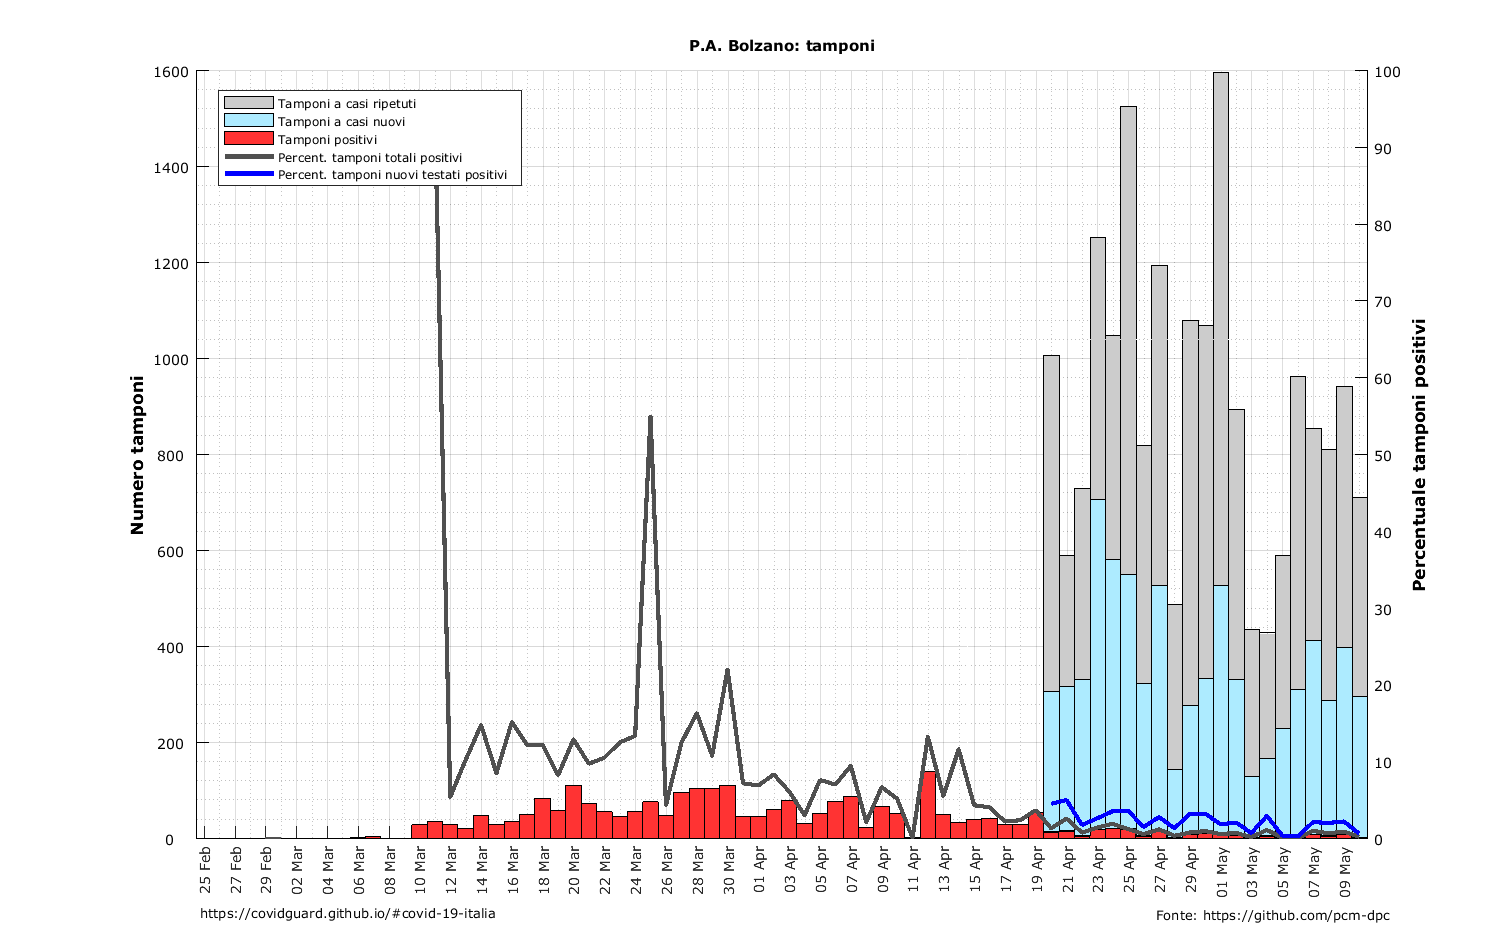 P.A. Bolzano: tamponi
Tamponi a casi ripetuti
Tamponi a casi nuovi
Tamponi positivi
Percent. tamponi totali positivi
Percent. tamponi nuovi testati positivi
Numero tamponi
1600
1400
1200
1000
800
600
400
200
0
100
90
80
70
60
50
40
30
20
10
0
Percentuale tamponi positivi
25 Feb
27 Feb
29 Feb
02 Mar
04 Mar
06 Mar
08 Mar
10 Mar
12 Mar
14 Mar
16 Mar
18 Mar
20 Mar
22 Mar
24 Mar
26 Mar
28 Mar
30 Mar
01 Apr
03 Apr
05 Apr
07 Apr
09 Apr
11 Apr
13 Apr
15 Apr
17 Apr
19 Apr
21 Apr
23 Apr
25 Apr
27 Apr
29 Apr
01 May
03 May
05 May
07 May
09 May
https://covidguard.github.io/#covid-19-italia
Fonte: https://github.com/pcm-dpc